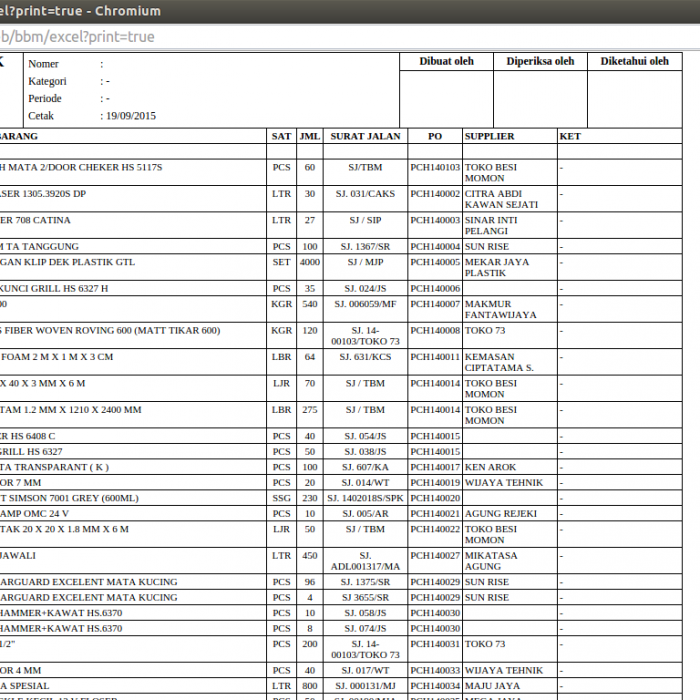 el?print=true - Chromium
b/bbm/excel?print=true
K
Nomer :
Kategori : -
Periode : -
Cetak : 19/09/2015
Dibuat oleh Diperiksa oleh Diketahui oleh
BARANG SAT JML SURAT JALAN PO SUPPLIER KET
H MATA 2/DOOR CHEKER HS 5117S PCS 60 SJ/TBM PCH140103 TOKO BESI -
MOMON
ASER 1305.3920S DP LTR 30 SJ. 031/CAKS PCH140002 CITRA ABDI -
KAWAN SEJATI
ER 708 CATINA LTR 27 SJ / SIP PCH140003 SINAR INTI -
PELANGI
M TA TANGGUNG PCS 100 SJ. 1367/SR PCH140004 SUN RISE -
GAN KLIP DEK PLASTIK GTL SET 4000 SJ / MJP PCH140005 MEKAR JAYA -
PLASTIK
KUNCI GRILL HS 6327 H PCS 35 SJ. 024/JS PCH140006 -
00 KGR 540 SJ. 006059/MF PCH140007 MAKMUR -
FANTAWIJAYA
S FIBER WOVEN ROVING 600 (MATT TIKAR 600) KGR 120 SJ. 14- PCH140008 TOKO 73 -
00103/TOKO 73
FOAM 2 M X 1 M X 3 CM LBR 64 SJ. 631/KCS PCH140011 KEMASAN -
CIPTATAMA S.
X 40 X 3 MM X 6 M LJR 70 SJ / TBM PCH140014 TOKO BESI -
MOMON
TAM 1.2 MM X 1210 X 2400 MM LBR 275 SJ / TBM PCH140014 TOKO BESI -
MOMON
ER HS 6408 C PCS 40 SJ. 054/JS PCH140015 -
GRILL HS 6327 PCS 50 SJ. 038/JS PCH140015 -
TA TRANSPARANT ( K ) PCS 100 SJ. 607/KA PCH140017 KEN AROK -
OR 7 MM PCS 20 SJ. 014/WT PCH140019 WIJAYA TEHNIK -
T SIMSON 7001 GREY (600ML) SSG 230 SJ. 1402018S/SPK PCH140020 -
AMP OMC 24 V PCS 10 SJ. 005/AR PCH140021 AGUNG REJEKI -
TAK 20 X 20 X 1.8 MM X 6 M LJR 50 SJ / TBM PCH140022 TOKO BESI -
MOMON
JAWALI LTR 450 SJ. PCH140027 MIKATASA -
ADL001317/MA AGUNG
ARGUARD EXCELENT MATA KUCING PCS 96 SJ. 1375/SR PCH140029 SUN RISE -
ARGUARD EXCELENT MATA KUCING PCS 4 SJ 3655/SR PCH140029 SUN RISE -
HAMMER+KAWAT HS.6370 PCS 10 SJ. 058/JS PCH140030 -
HAMMER+KAWAT HS.6370 PCS 8 SJ. 074/JS PCH140030 -
1/2" PCS 200 SJ. 14- PCH140031 TOKO 73 -
00103/TOKO 73
OR 4 MM PCS 40 SJ. 017/WT PCH140033 WIJAYA TEHNIK -
A SPESIAL LTR 800 SJ. 000131/MJ PCH140034 MAJU JAYA -